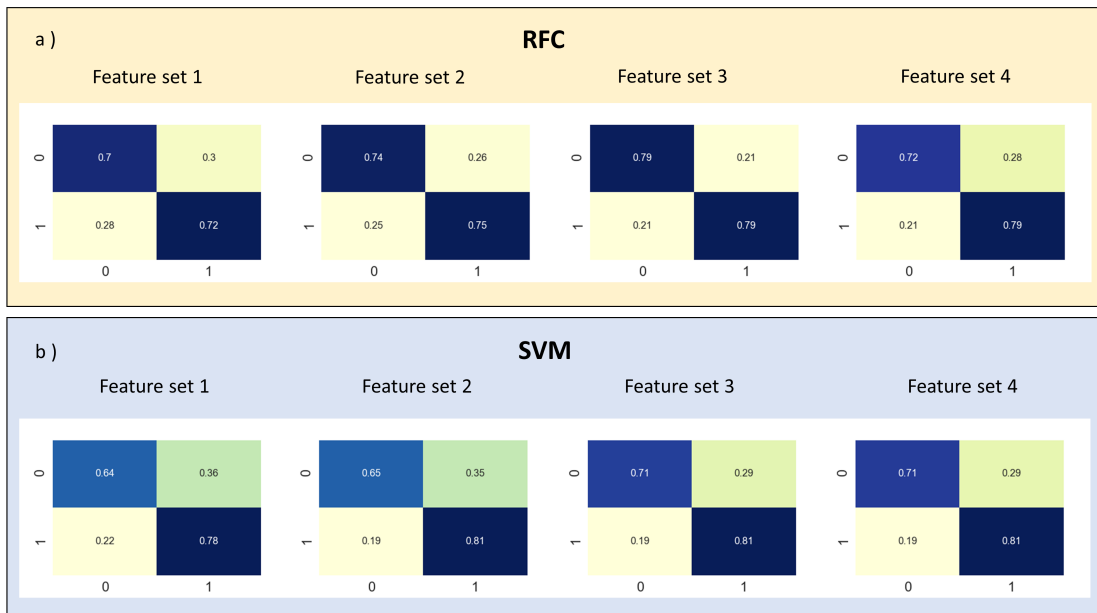 a )
RFC
Feature set 1 Feature set 2 Feature set 3 Feature set 4
0 0.7 0.3 0 0.74 0.26 0 0.79 0.21 0 0.72 0.28
1 0.28 0.72 1 0.25 0.75 1 0.21 0.79 1 0.21 0.79
0 1 0 1 0 1 0 1
b )
SVM
Feature set 1 Feature set 2 Feature set 3 Feature set 4
0 0.64 0.36 0 0.65 0.35 0 0.71 0.29 0 0.71 0.29
1 0.22 0.78 1 0.19 0.81 1 0.19 0.81 1 0.19 0.81
0 1 0 1 0 1 0 1